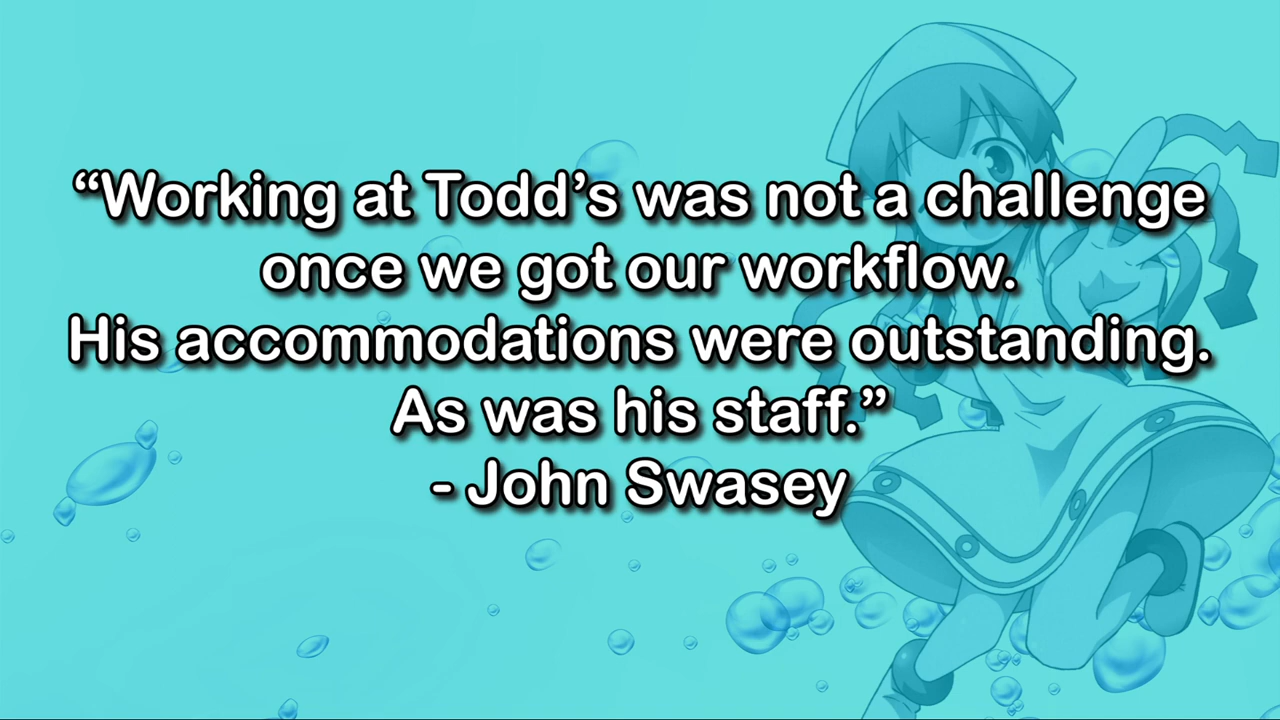 “Working at Todd’s was not a challenge
once we got our workflow.
His accommodations were outstanding.
As was his staff.”
- John Swasey